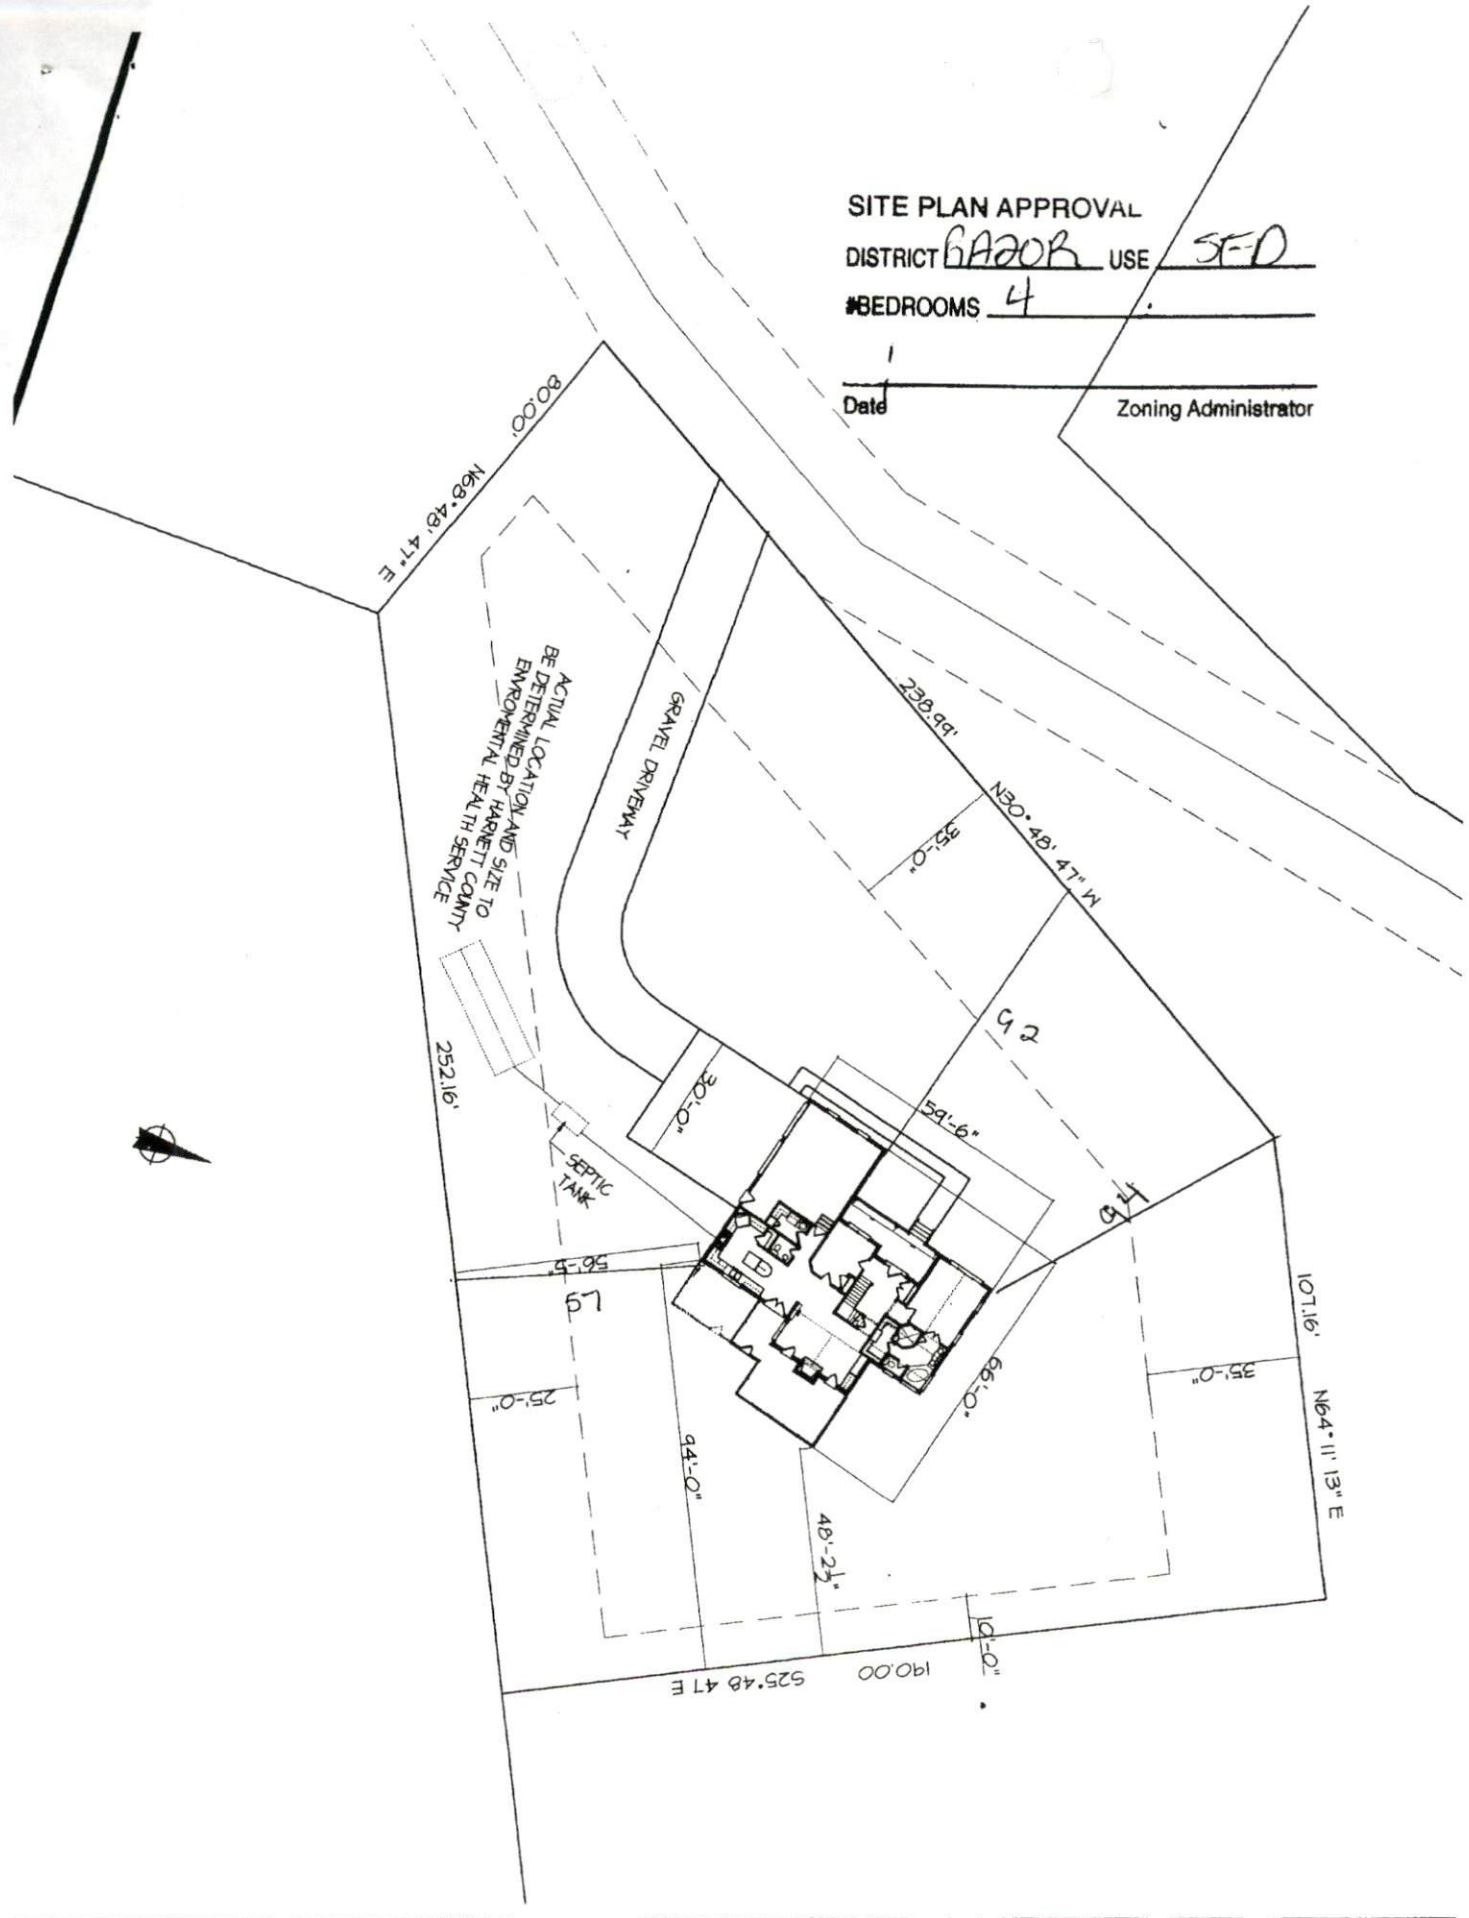 SITE PLAN APPROVAL
DISTRICT RA20R USE SFD
#BEDROOMS 4
Date Zoning Administrator
80.00'
N68°48' 47" E
238.99'
N30°48' 47" W
35'-0"
GRAVEL DRIVEWAY
ACTUAL LOCATION AND SIZE TO
BE DETERMINED BY HARNETT COUNTY
ENVIROMENTAL HEALTH SERVICE
252.16'
92
30'-0"
59'-6"
SEPTIC
TANK
94
56'-5"
57
107.16'
35'-0"
N64°11' 13" E
66'-0"
25'-0"
94'-0"
48'-2½"
10'-0"
S25°48 47 E
190.00